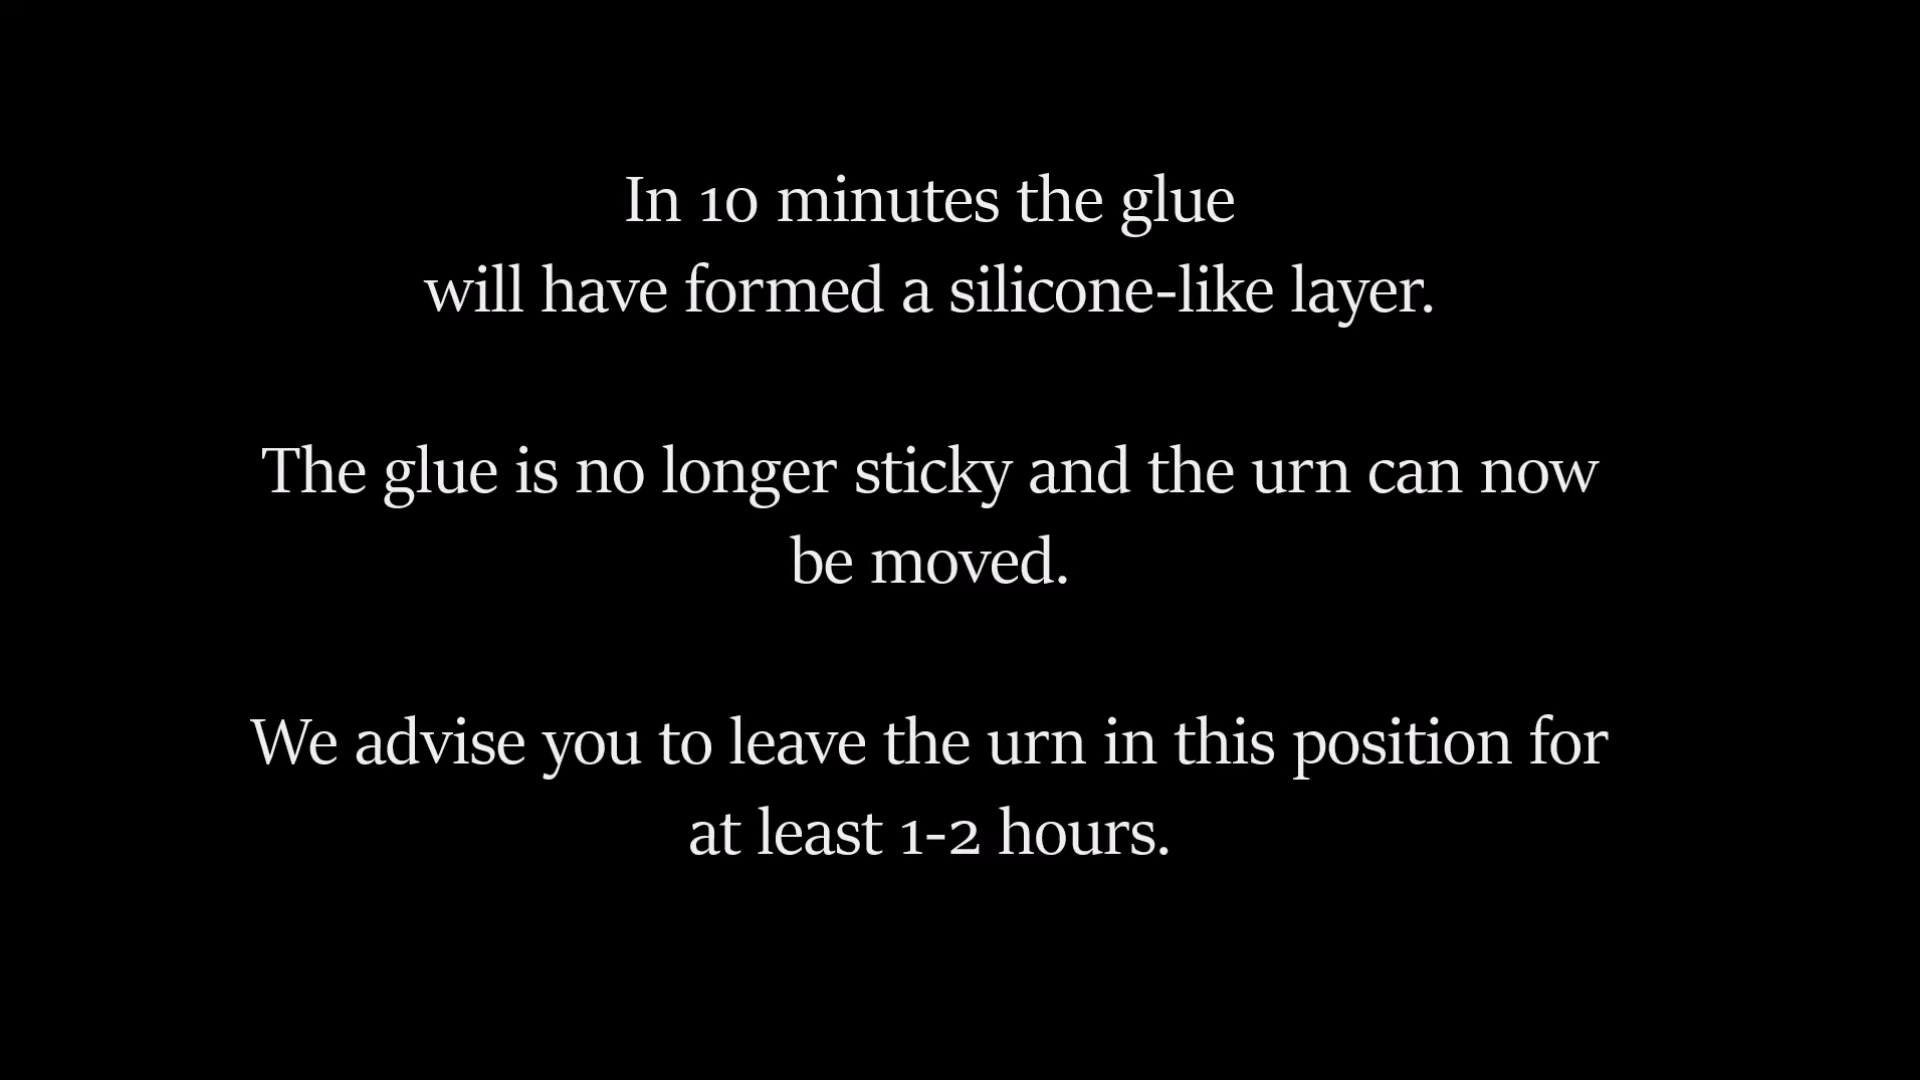 In 10 minutes the glue
will have formed a silicone-like layer.
The glue is no longer sticky and the urn can now
be moved.
We advise you to leave the urn in this position for
at least 1-2 hours.